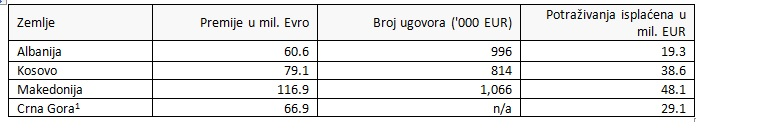 Zemlje Premije u mil. Evro Broj ugovora ('000 EUR) Potraživanja isplaćena u
mil. EUR
Albanija 60.6 996 19.3
Kosovo 79.1 814 38.6
Makedonija 116.9 1,066 48.1
Crna Gora¹ 66.9 n/a 29.1